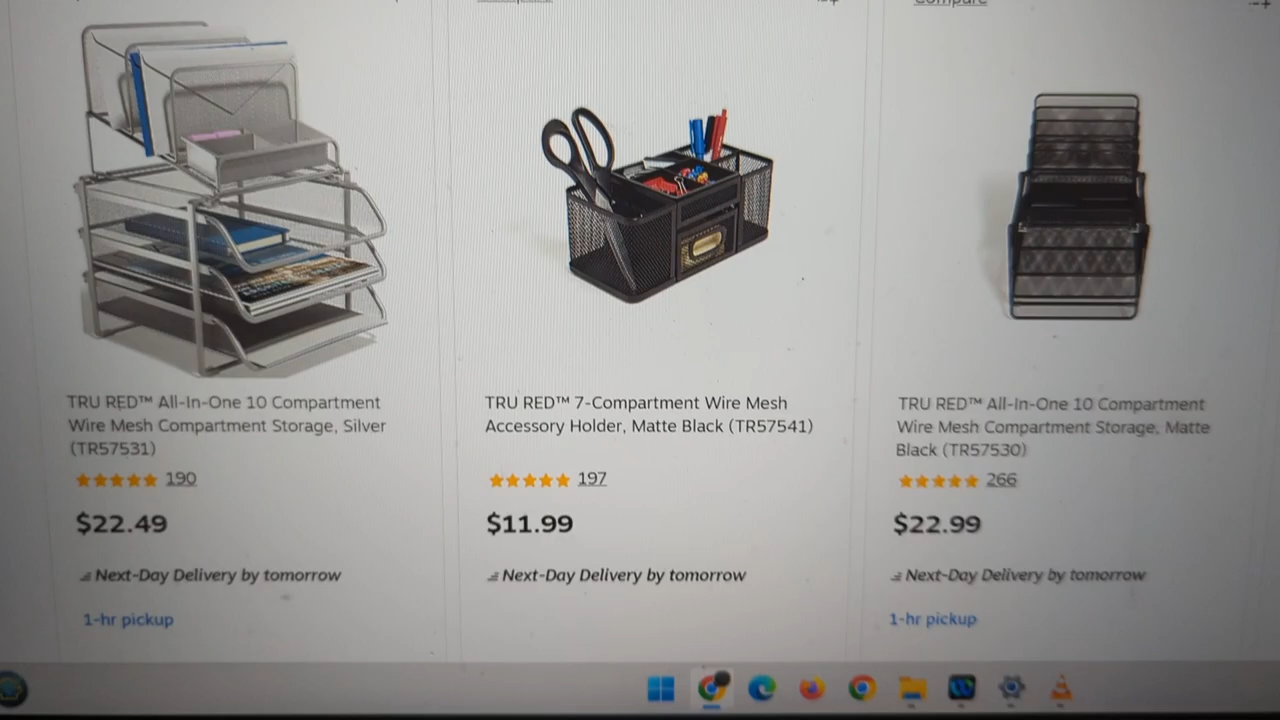 Compare
TRU RED™ All-In-One 10 Compartment
Wire Mesh Compartment Storage, Silver
(TR57531)
190
$22.49
Next-Day Delivery by tomorrow
1-hr pickup
TRU RED™ 7-Compartment Wire Mesh
Accessory Holder, Matte Black (TR57541)
197
$11.99
Next-Day Delivery by tomorrow
TRU RED™ All-In-One 10 Compartment
Wire Mesh Compartment Storage, Matte
Black (TR57530)
266
$22.99
Next-Day Delivery by tomorrow
1-hr pickup